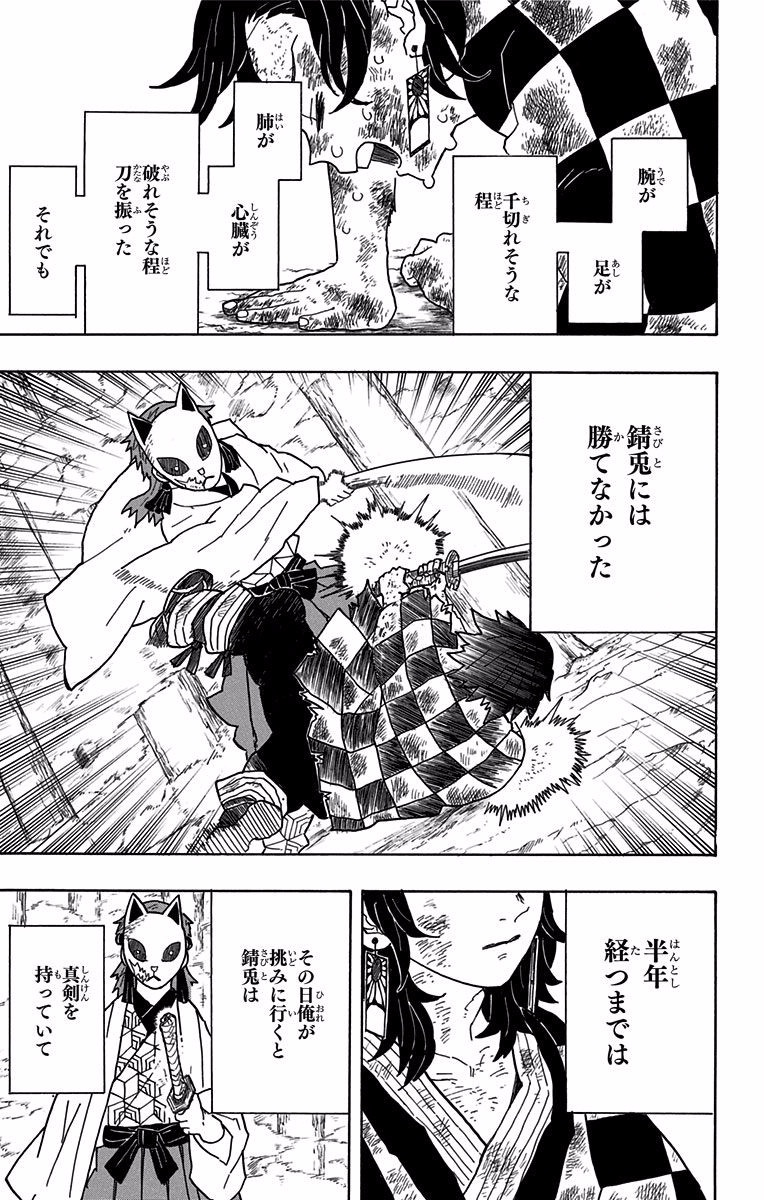 腕が
足が
千切れそうな
程
肺が
心臓が
破れそうな程
刀を振った
それでも
錆兎には
勝てなかった
半年
経つまでは
その日俺が
挑みに行くと
錆兎は
真剣を
持っていて